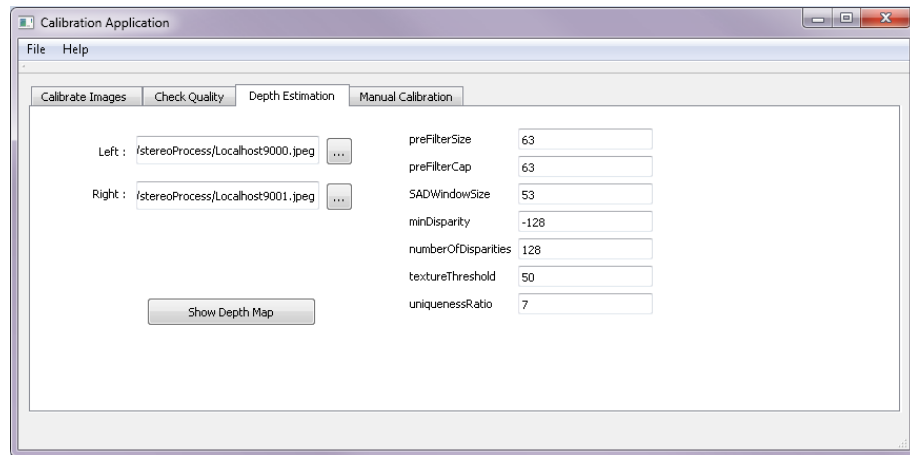 Calibration Application
File Help
Calibrate Images Check Quality Depth Estimation Manual Calibration
Left : /stereoProcess/Localhost9000.jpeg ...
Right : /stereoProcess/Localhost9001.jpeg ...
Show Depth Map
preFilterSize 63
preFilterCap 63
SADWindowSize 53
minDisparity -128
numberOfDisparities 128
textureThreshold 50
uniquenessRatio 7